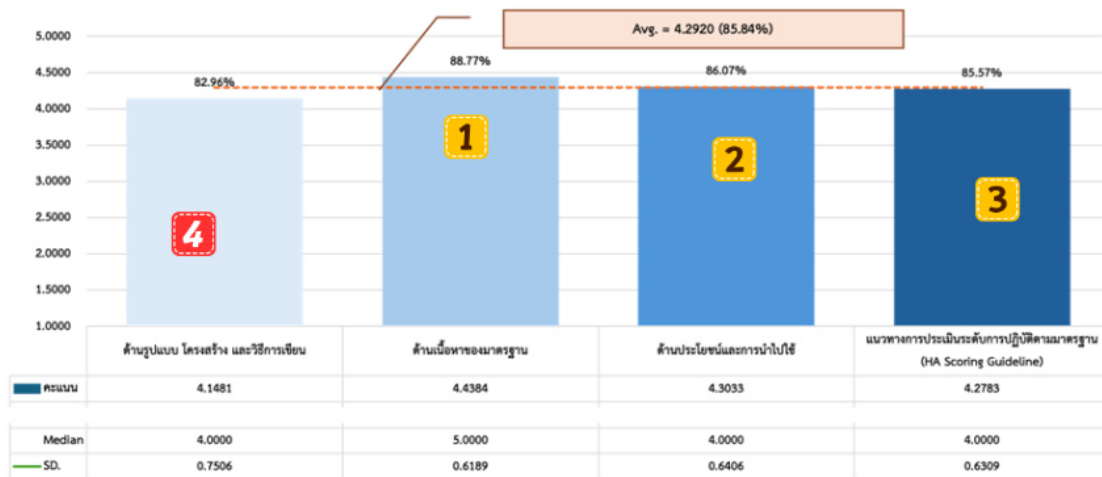 Avg. = 4.2920 (85.84%)
5.0000
4.5000
4.0000
3.5000
3.0000
2.5000
2.0000
1.5000
1.0000
82.96%
88.77%
86.07%
85.57%
4
1
2
3
ด้านรูปแบบ โครงสร้าง และวิธีการเขียน
ด้านเนื้อหาของมาตรฐาน
ด้านประโยชน์และการนำไปใช้
แนวทางการประเมินระดับการปฏิบัติตามมาตรฐาน
(HA Scoring Guideline)
คะแนน 4.1481 4.4384 4.3033 4.2783
Median 4.0000 5.0000 4.0000 4.0000
SD. 0.7506 0.6189 0.6406 0.6309